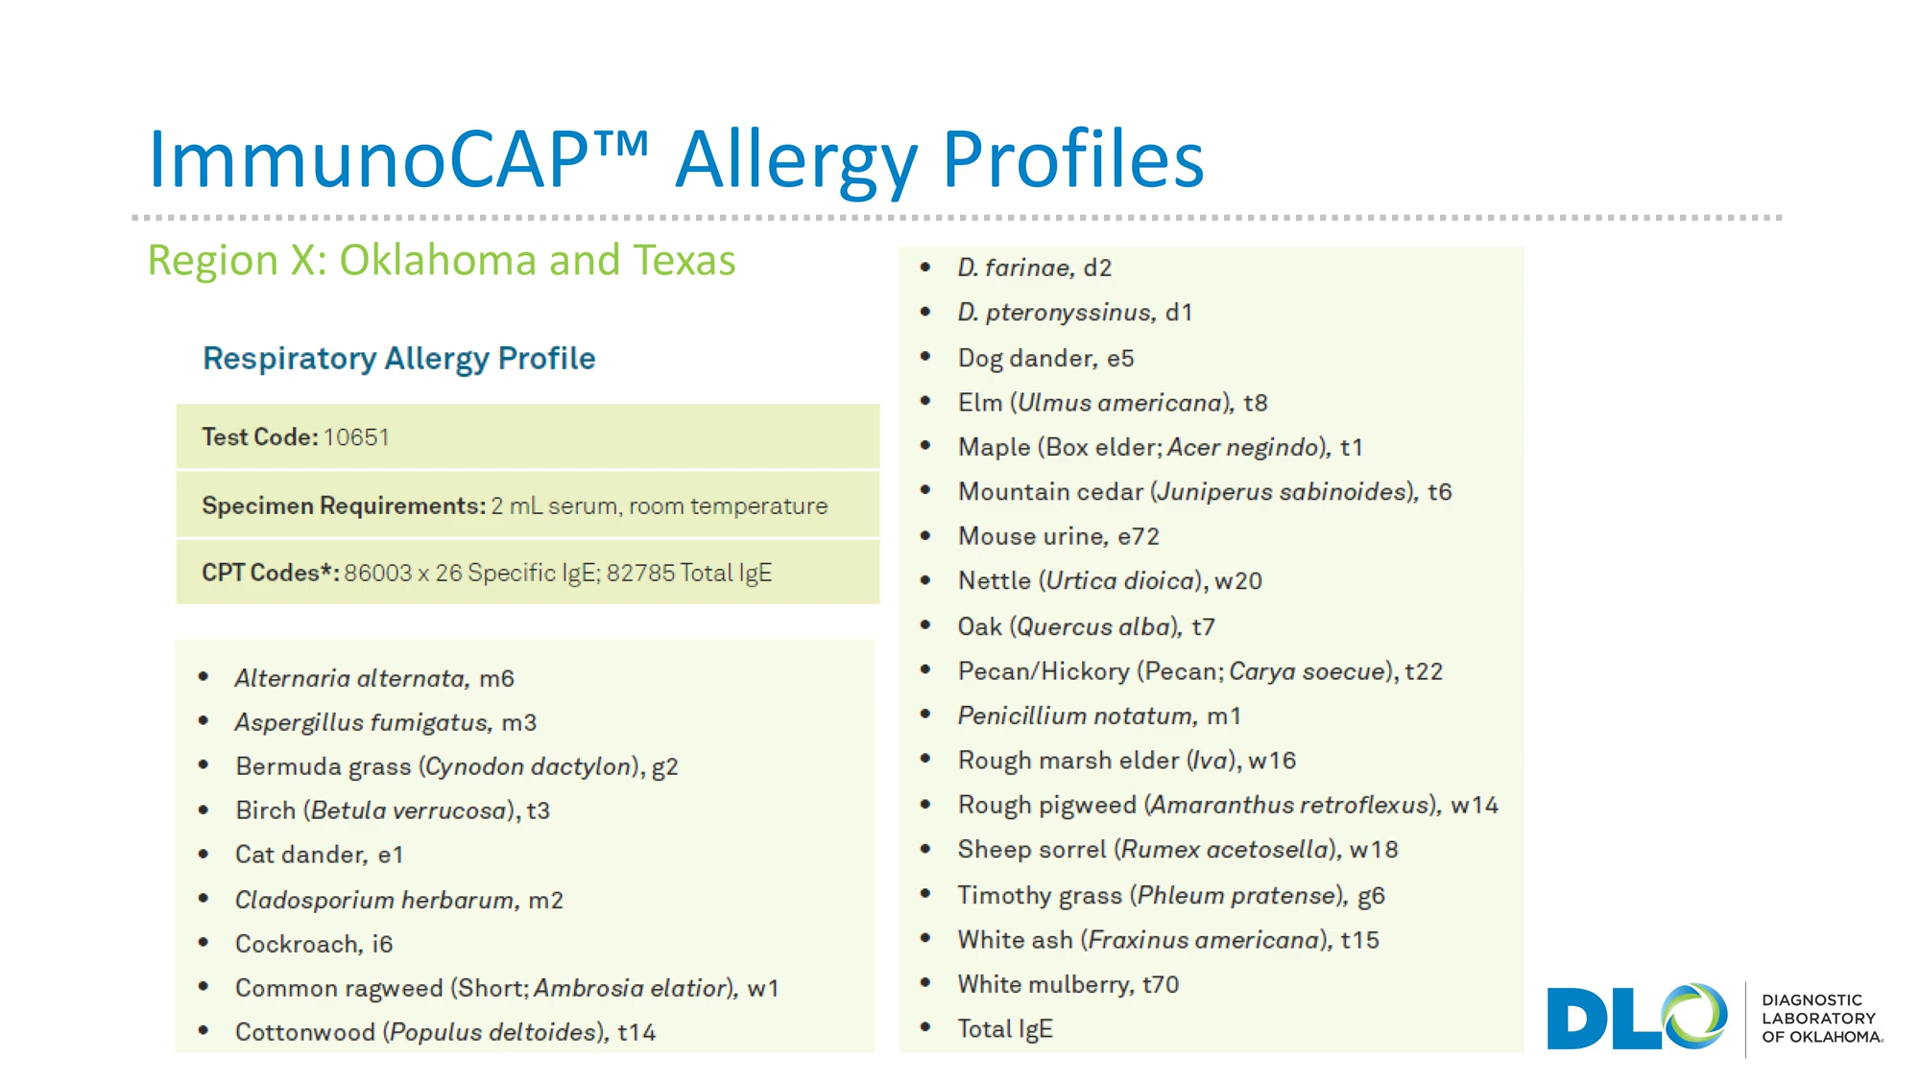 ImmunoCAP™ Allergy Profiles
Region X: Oklahoma and Texas
Respiratory Allergy Profile
Test Code: 10651
Specimen Requirements: 2 mL serum, room temperature
CPT Codes*: 86003 x 26 Specific IgE; 82785 Total IgE
• Alternaria alternata, m6
• Aspergillus fumigatus, m3
• Bermuda grass (Cynodon dactylon), g2
• Birch (Betula verrucosa), t3
• Cat dander, e1
• Cladosporium herbarum, m2
• Cockroach, i6
• Common ragweed (Short; Ambrosia elatior), w1
• Cottonwood (Populus deltoides), t14
• D. farinae, d2
• D. pteronyssinus, d1
• Dog dander, e5
• Elm (Ulmus americana), t8
• Maple (Box elder; Acer negindo), t1
• Mountain cedar (Juniperus sabinoides), t6
• Mouse urine, e72
• Nettle (Urtica dioica), w20
• Oak (Quercus alba), t7
• Pecan/Hickory (Pecan; Carya soecue), t22
• Penicillium notatum, m1
• Rough marsh elder (Iva), w16
• Rough pigweed (Amaranthus retroflexus), w14
• Sheep sorrel (Rumex acetosella), w18
• Timothy grass (Phleum pratense), g6
• White ash (Fraxinus americana), t15
• White mulberry, t70
• Total IgE
DLO
DIAGNOSTIC
LABORATORY
OF OKLAHOMA